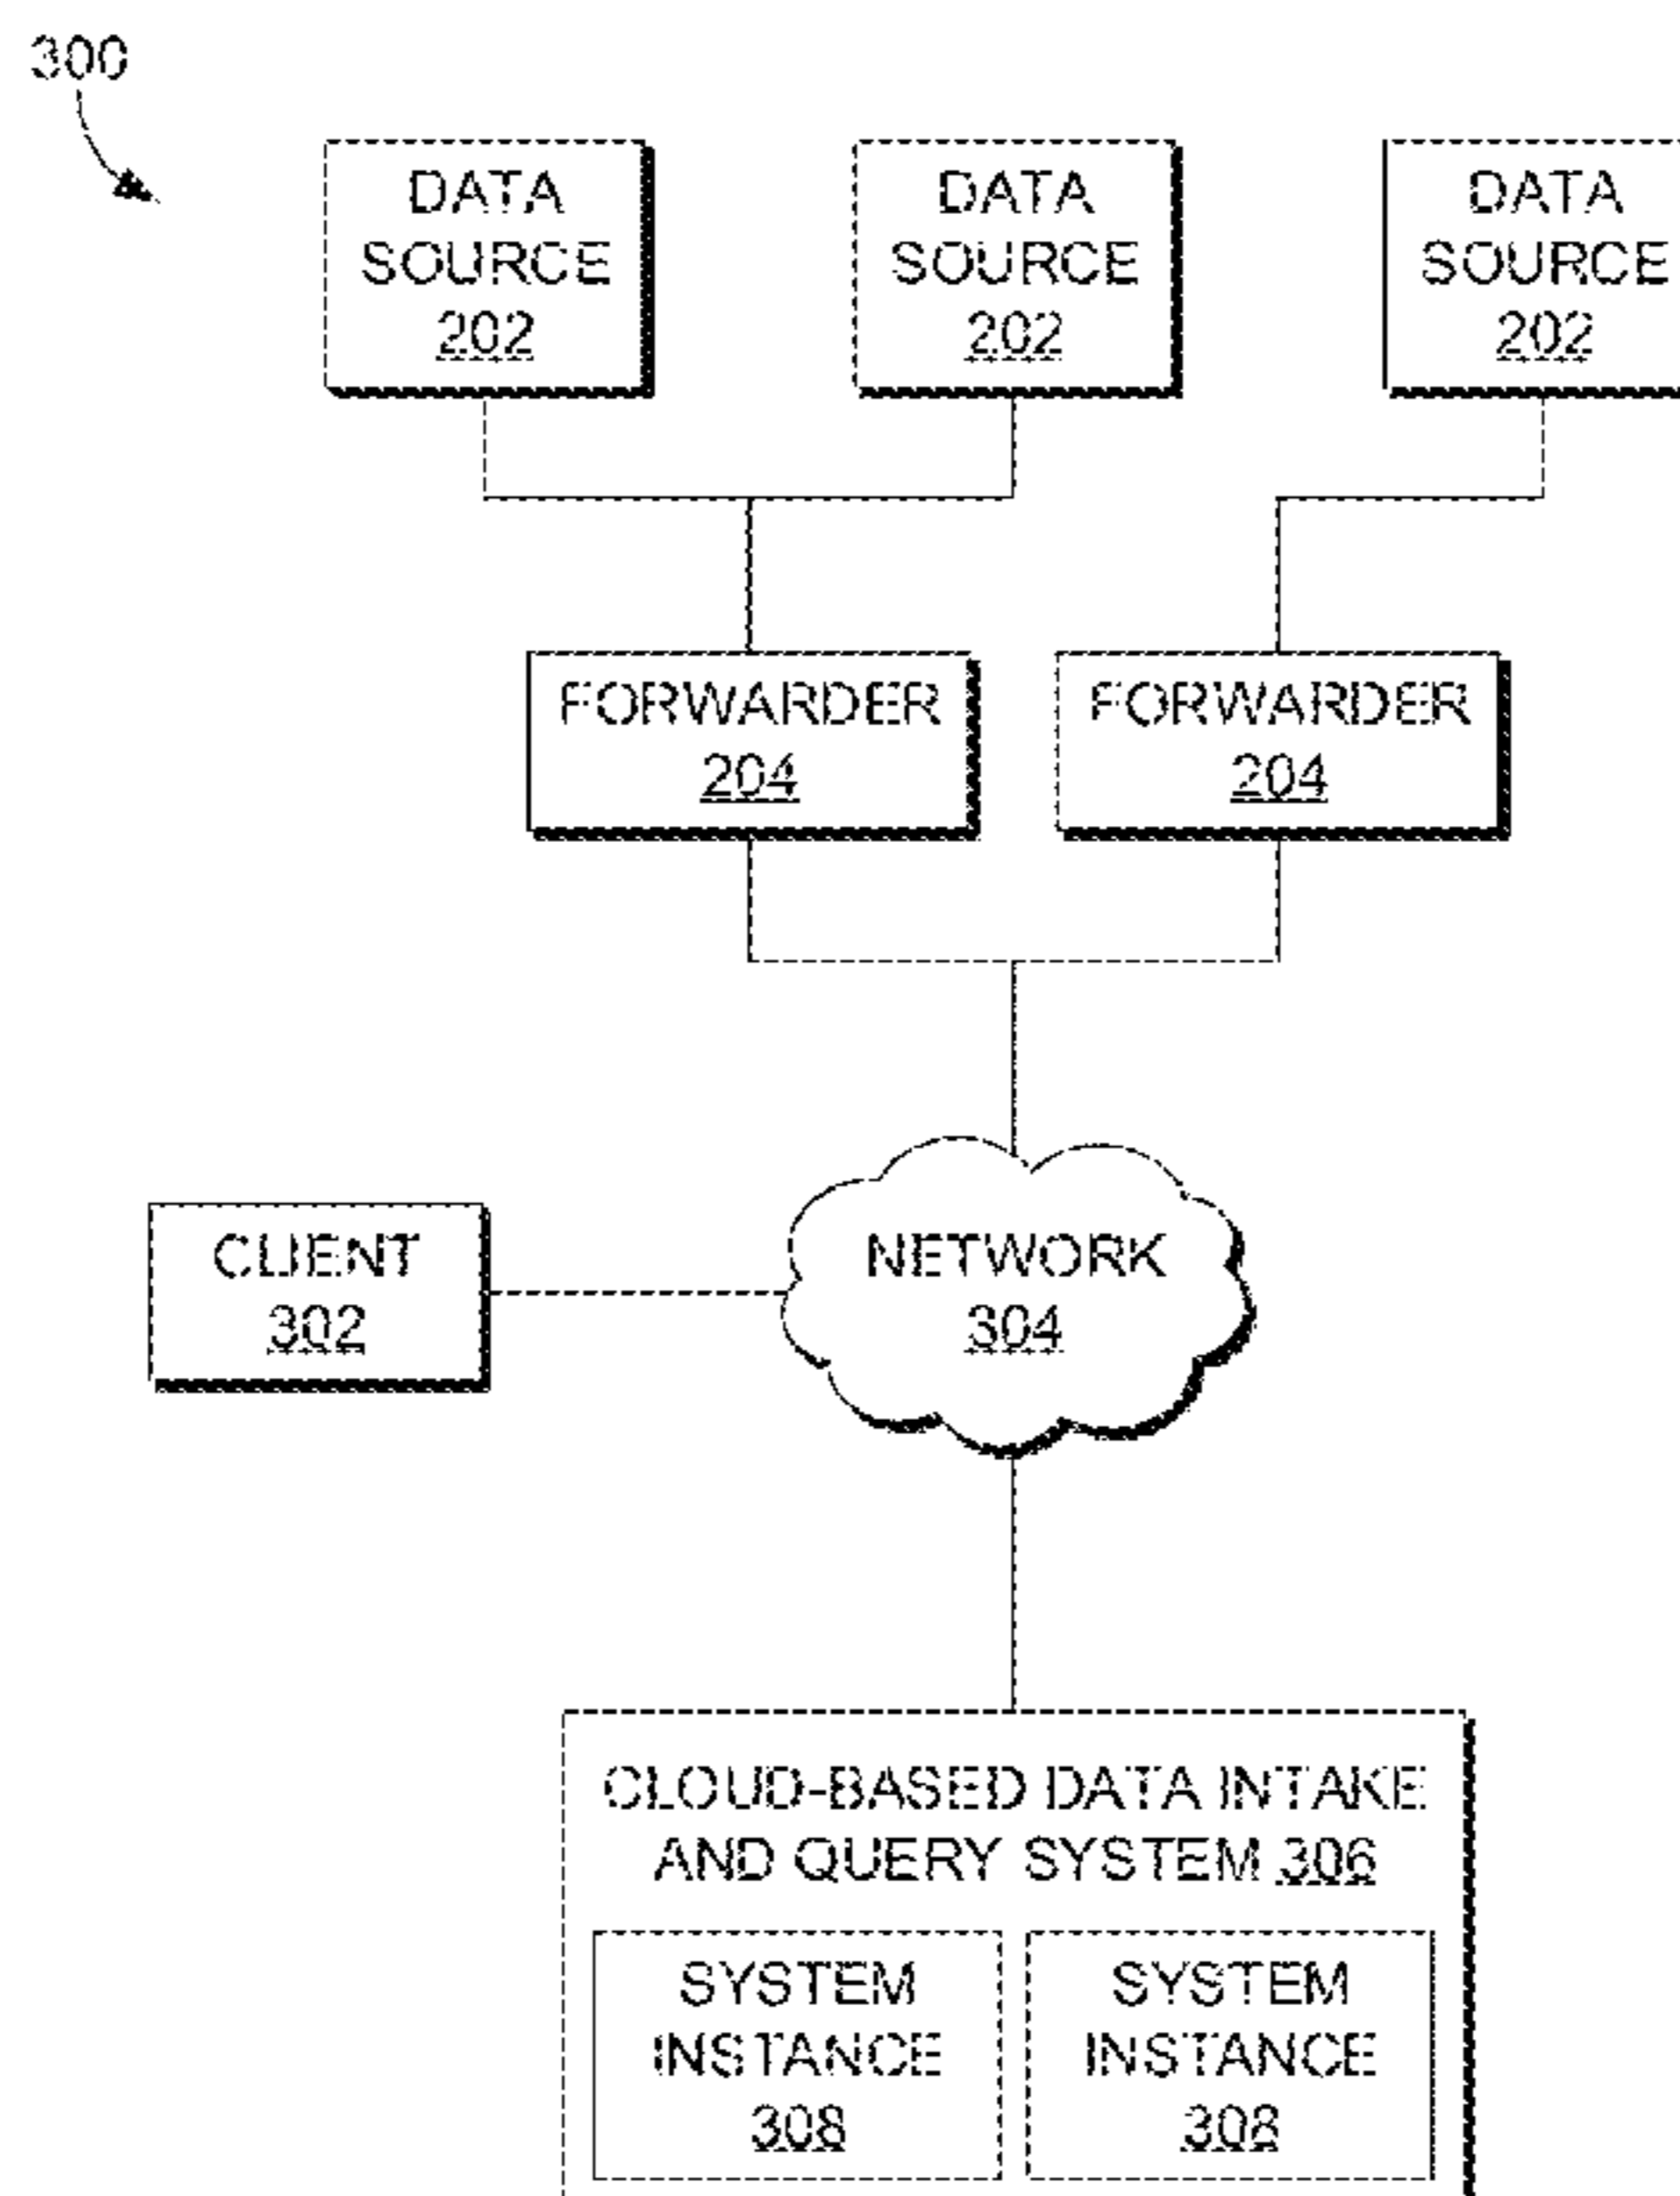 300
DATA
SOURCE
202
DATA
SOURCE
202
DATA
SOURCE
202
FORWARDER
204
FORWARDER
204
CLIENT
302
NETWORK
304
CLOUD-BASED DATA INTAKE
AND QUERY SYSTEM 306
SYSTEM
INSTANCE
308
SYSTEM
INSTANCE
308